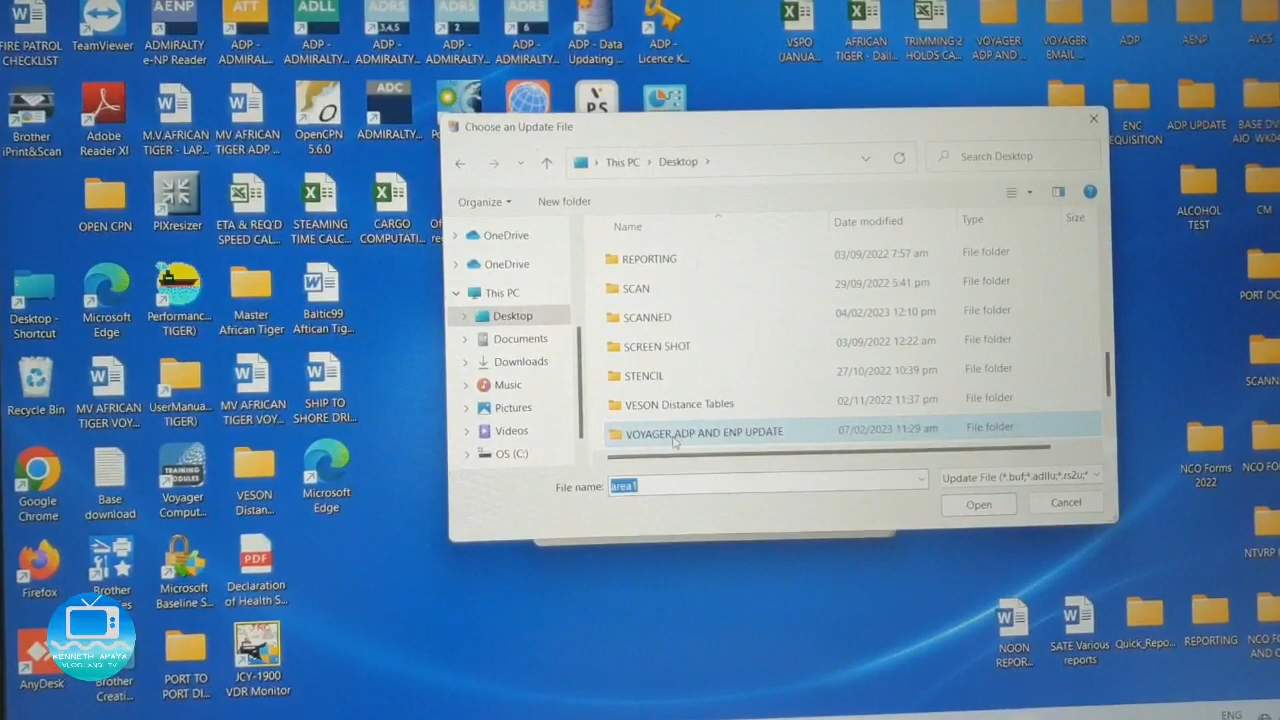 FIRE PATROL
CHECKLIST
TeamViewer
AENP
ADMIRALTY
e-NP Reader
ATT
ADP -
ADMIRAL...
ADLL
ADP -
ADMIRALTY...
ADRS
3,4,5
ADP -
ADMIRALTY...
ADRS
2
ADP -
ADMIRALTY...
ADRS
6
ADP -
ADMIRALTY...
ADP - Data
Updating ...
ADP -
Licence K...
VSPO
(JANUA...
AFRICAN
TIGER - Dail...
TRIMMING 2
HOLDS CA...
VOYAGER
ADP AND ...
VOYAGER
EMAIL ...
ADP
AENP
AVCS
Brother
iPrint&Scan
Adobe
Reader XI
M.V.AFRICAN
TIGER - LAP...
MV AFRICAN
TIGER ADP ...
OpenCPN
5.6.0
ADC
ADMIRALTY...
PS
ENC
ADP UPDATE
Choose an Update File
This PC
Desktop
Search Desktop
Organize
New folder
OneDrive
OneDrive
This PC
Desktop
Documents
Downloads
Music
Pictures
Videos
OS (C:)
Name
Date modified
Type
Size
REPORTING
03/09/2022 7:57 am
File folder
SCAN
29/09/2022 5:41 pm
File folder
SCANNED
04/02/2023 12:10 pm
File folder
SCREEN SHOT
03/09/2022 12:22 am
File folder
STENCIL
27/10/2022 10:39 pm
File folder
VESON Distance Tables
02/11/2022 11:37 pm
File folder
VOYAGER ADP AND ENP UPDATE
07/02/2023 11:29 am
File folder
File name:
area1
Update File (*.buf;*.adllu;*.rs2u;*
Open
Cancel
OPEN CPN
PIXresizer
ETA & REQ'D
SPEED CAL...
STEAMING
TIME CALC...
CARGO
COMPUTATI...
ALCOHOL
TEST
CM
Desktop -
Shortcut
Microsoft
Edge
Performanc...
TIGER)
Master
African Tiger
Baltic99
African Tig...
PORT DO
Recycle Bin
MV AFRICAN
TIGER VOY...
UserManua...
TIGER)
MV AFRICAN
TIGER VOY...
SHIP TO
SHORE DRI...
SCANN
Google
Chrome
Base
download
TRAINING
MODULES
Voyager
Comput...
VESON
Distan...
Microsoft
Edge
NCO Forms
2022
NCO FO
Firefox
Brother
Microsoft
Baseline S...
PDF
Declaration
of Health S...
NTVRP
KENNETH APAYA
VLOG AND TV
AnyDesk
Brother
Creati...
PORT TO
PORT DI...
JCY-1900
VDR Monitor
NOON
REPOR...
SATE Various
reports
Quick_Repo...
REPORTING
NCO FO
AND O
ENG